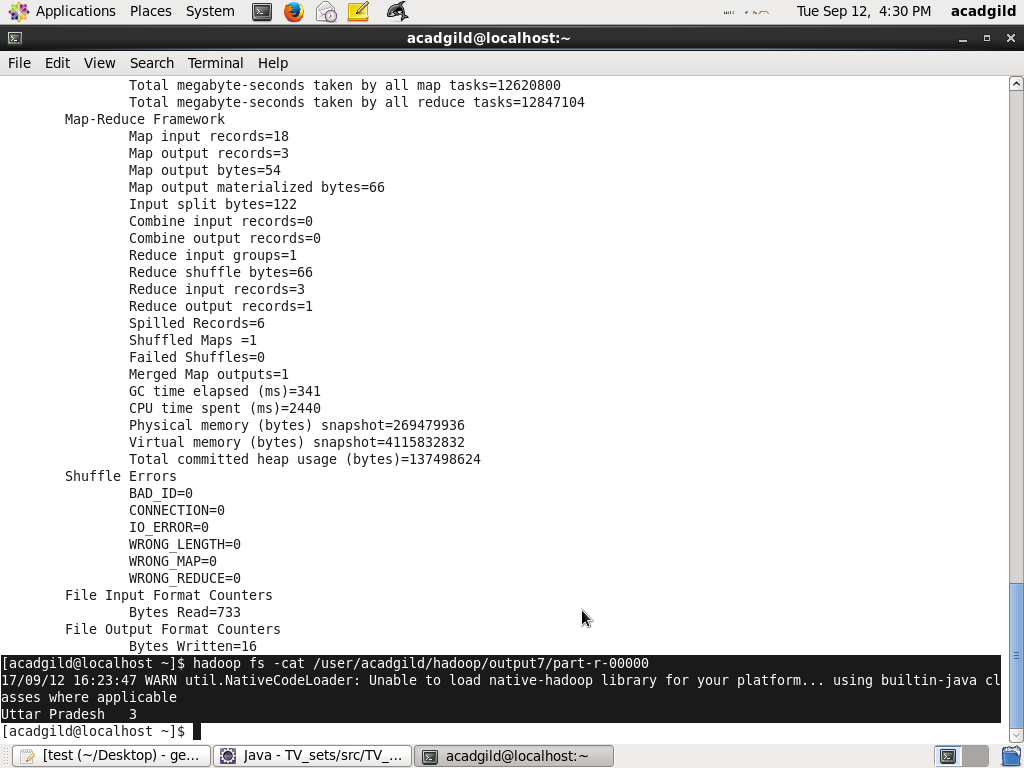 Applications Places System Tue Sep 12, 4:30 PM acadgild
acadgild@localhost:~
File Edit View Search Terminal Help
Total megabyte-seconds taken by all map tasks=12620800
Total megabyte-seconds taken by all reduce tasks=12847104
Map-Reduce Framework
Map input records=18
Map output records=3
Map output bytes=54
Map output materialized bytes=66
Input split bytes=122
Combine input records=0
Combine output records=0
Reduce input groups=1
Reduce shuffle bytes=66
Reduce input records=3
Reduce output records=1
Spilled Records=6
Shuffled Maps =1
Failed Shuffles=0
Merged Map outputs=1
GC time elapsed (ms)=341
CPU time spent (ms)=2440
Physical memory (bytes) snapshot=269479936
Virtual memory (bytes) snapshot=4115832832
Total committed heap usage (bytes)=137498624
Shuffle Errors
BAD_ID=0
CONNECTION=0
IO_ERROR=0
WRONG_LENGTH=0
WRONG_MAP=0
WRONG_REDUCE=0
File Input Format Counters
Bytes Read=733
File Output Format Counters
Bytes Written=16
[acadgild@localhost ~]$ hadoop fs -cat /user/acadgild/hadoop/output7/part-r-00000
17/09/12 16:23:47 WARN util.NativeCodeLoader: Unable to load native-hadoop library for your platform... using builtin-java cl
asses where applicable
Uttar Pradesh 3
[acadgild@localhost ~]$
[test (~/Desktop) - ge... Java - TV_sets/src/TV_... acadgild@localhost:~